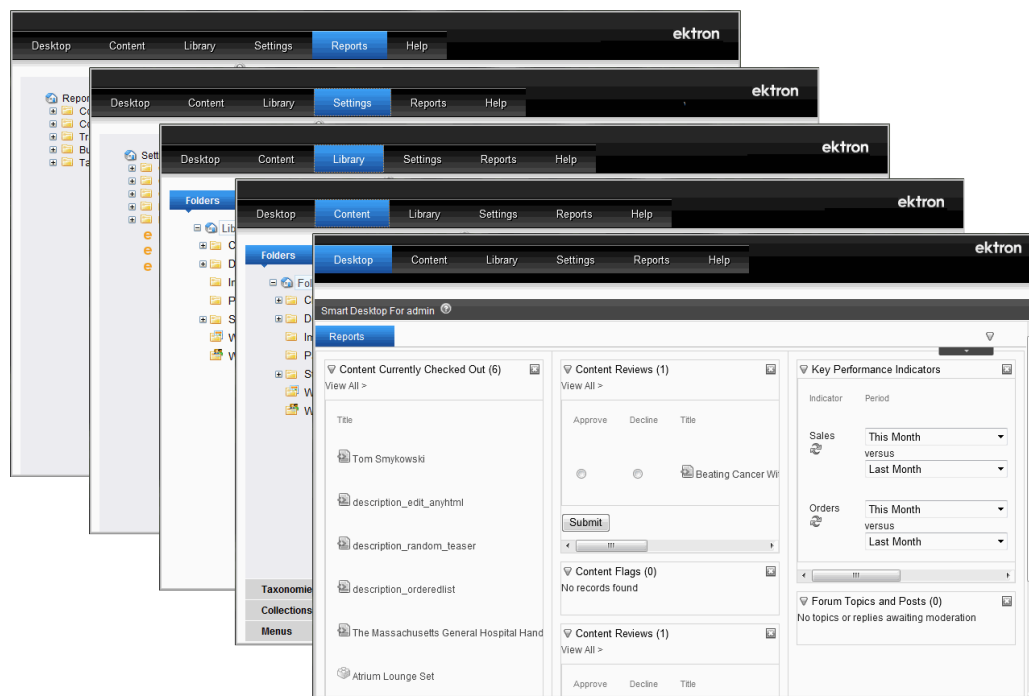 ektron
Desktop Content Library Settings Reports Help
ektron
Desktop Content Library Settings Reports Help
ektron
Desktop Content Library Settings Reports Help
Folders
ektron
Desktop Content Library Settings Reports Help
Folders
Taxonomie
Collections
Menus
ektron
Desktop Content Library Settings Reports Help
Smart Desktop For admin
Reports
Content Currently Checked Out (6)
View All >
Title
Tom Smykowski
description_edit_anyhtml
description_random_teaser
description_orderedlist
The Massachusetts General Hospital Hand
Atrium Lounge Set
Content Reviews (1)
View All >
Approve Decline Title
Beating Cancer Wi
Submit
Content Flags (0)
No records found
Content Reviews (1)
View All >
Approve Decline Title
Key Performance Indicators
Indicator Period
Sales This Month
versus
Last Month
Orders This Month
versus
Last Month
Forum Topics and Posts (0)
No topics or replies awaiting moderation